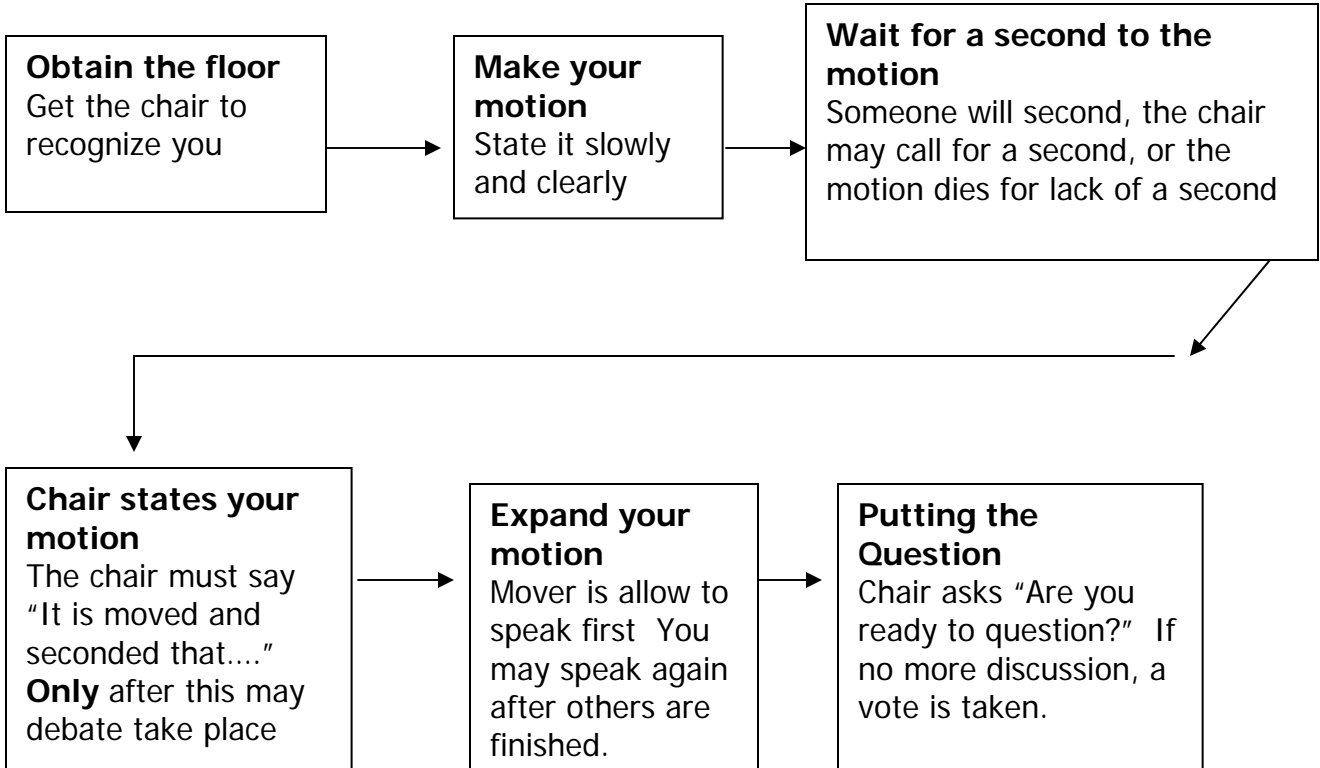 Obtain the floor
Get the chair to
recognize you
Make your
motion
State it slowly
and clearly
Wait for a second to the
motion
Someone will second, the chair
may call for a second, or the
motion dies for lack of a second
Chair states your
motion
The chair must say
“It is moved and
seconded that....”
Only after this may
debate take place
Expand your
motion
Mover is allow to
speak first  You
may speak again
after others are
finished.
Putting the
Question
Chair asks “Are you
ready to question?”  If
no more discussion, a
vote is taken.